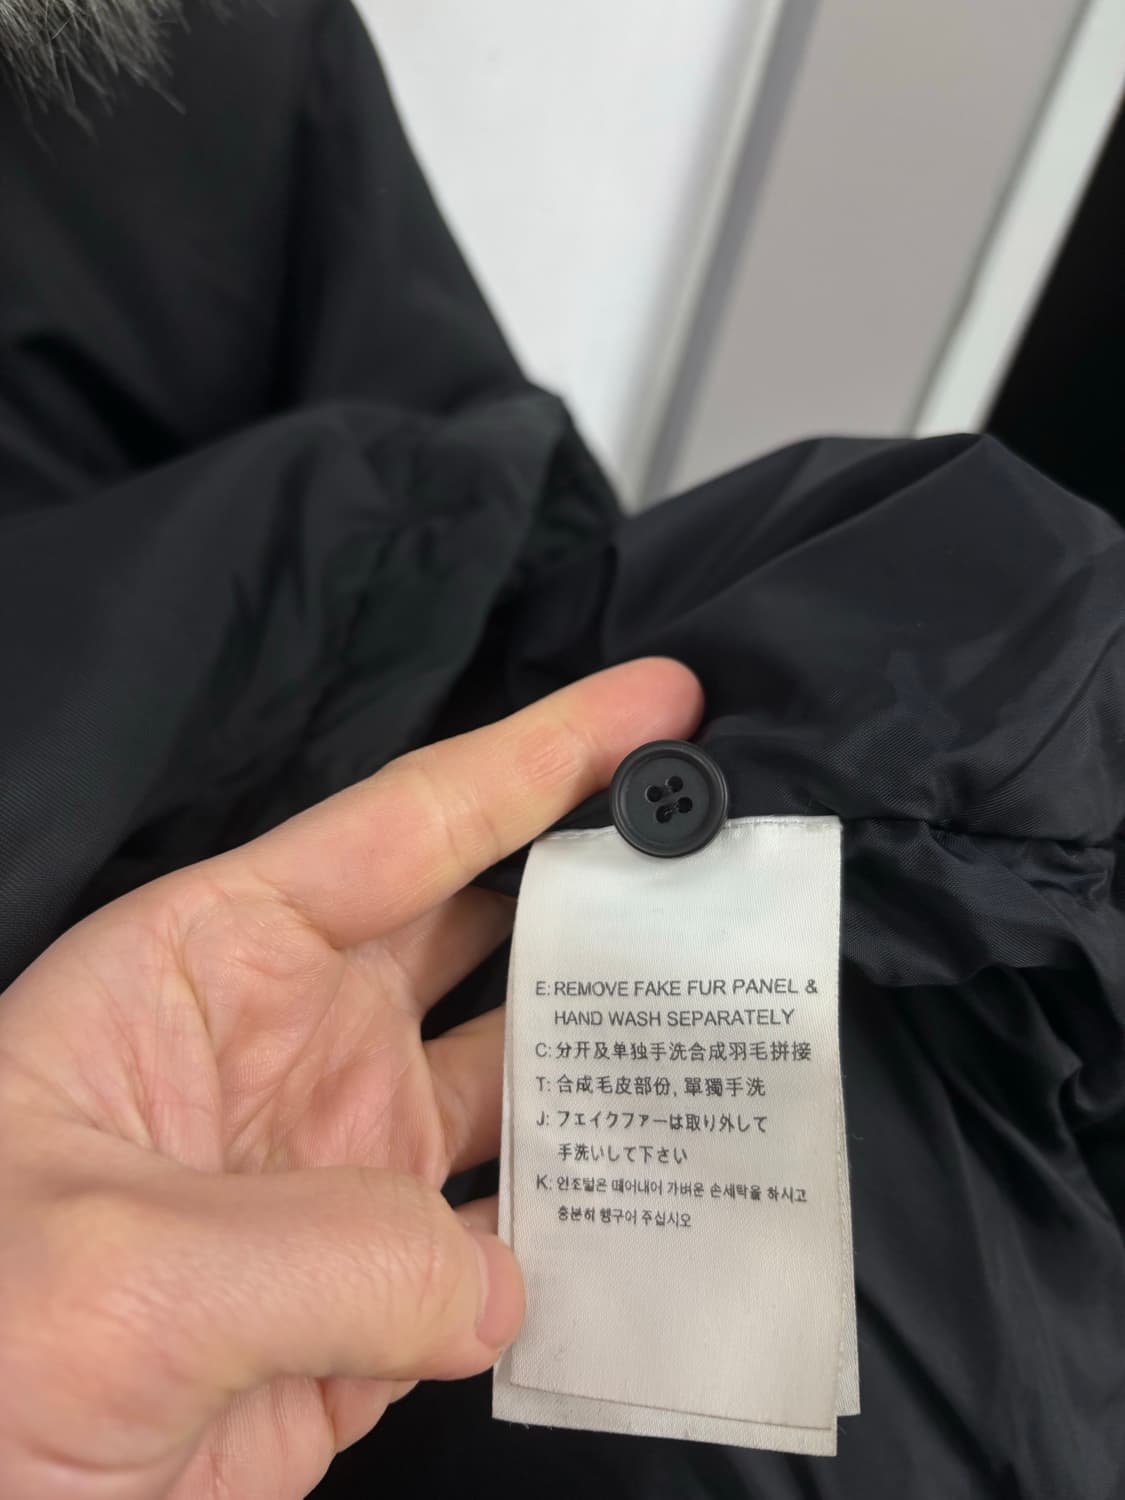 E: REMOVE FAKE FUR PANEL &
HAND WASH SEPARATELY
C: 分开及单独手洗合成羽毛拼接
T: 合成毛皮部份, 單獨手洗
J: フェイクファーは取り外して
手洗いして下さい
K: 인조털은 떼어내어 가벼운 손세탁을 하시고
충분히 헹구어 주십시오